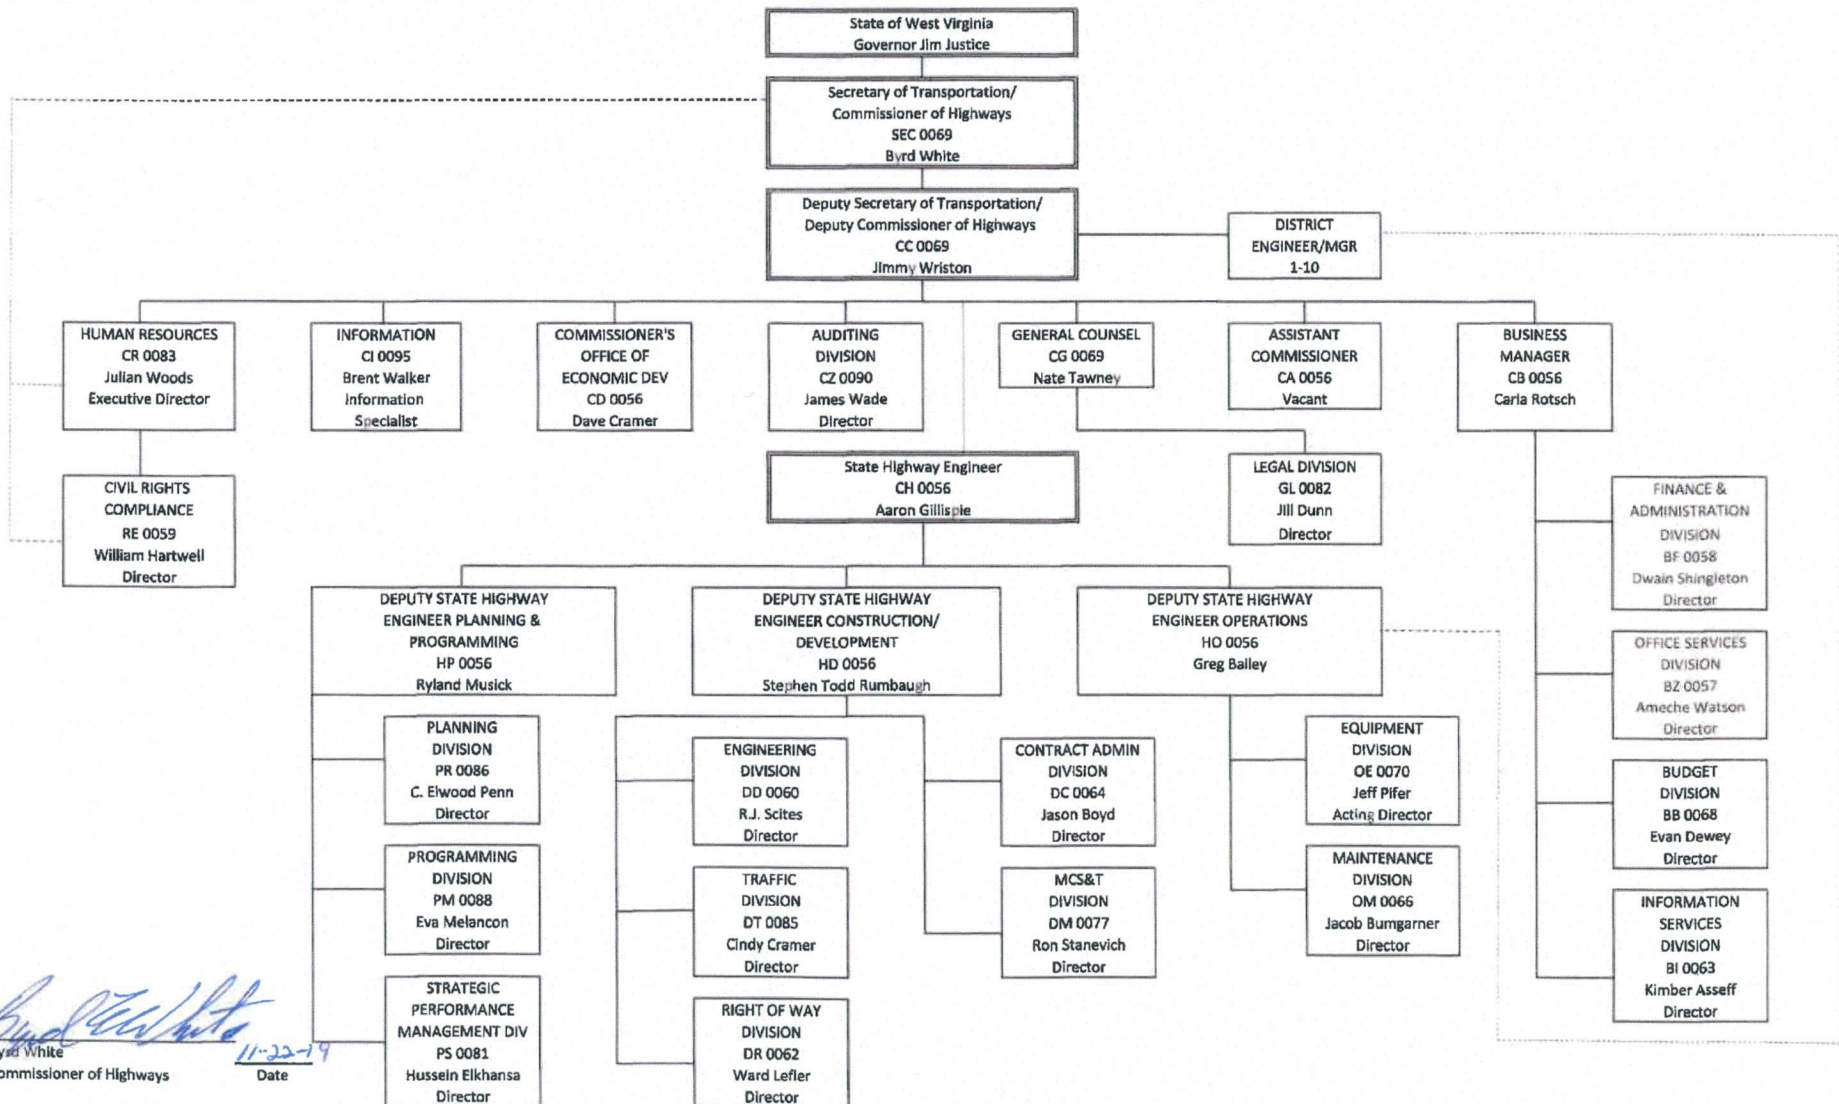 State of West Virginia
Governor Jim Justice
Secretary of Transportation/
Commissioner of Highways
SEC 0069
Byrd White
Deputy Secretary of Transportation/
Deputy Commissioner of Highways
CC 0069
Jimmy Wriston
DISTRICT
ENGINEER/MGR
1-10
HUMAN RESOURCES
CR 0083
Julian Woods
Executive Director
INFORMATION
CI 0095
Brent Walker
Information
Specialist
COMMISSIONER'S
OFFICE OF
ECONOMIC DEV
CD 0056
Dave Cramer
AUDITING
DIVISION
CZ 0090
James Wade
Director
GENERAL COUNSEL
CG 0069
Nate Tawney
ASSISTANT
COMMISSIONER
CA 0056
Vacant
BUSINESS
MANAGER
CB 0056
Carla Rotsch
CIVIL RIGHTS
COMPLIANCE
RE 0059
William Hartwell
Director
State Highway Engineer
CH 0056
Aaron Gillispie
LEGAL DIVISION
GL 0082
Jill Dunn
Director
FINANCE &
ADMINISTRATION
DIVISION
BF 0058
Dwain Shingleton
Director
DEPUTY STATE HIGHWAY
ENGINEER PLANNING &
PROGRAMMING
HP 0056
Ryland Musick
DEPUTY STATE HIGHWAY
ENGINEER CONSTRUCTION/
DEVELOPMENT
HD 0056
Stephen Todd Rumbaugh
DEPUTY STATE HIGHWAY
ENGINEER OPERATIONS
HO 0056
Greg Bailey
OFFICE SERVICES
DIVISION
BZ 0057
Ameche Watson
Director
PLANNING
DIVISION
PR 0086
C. Elwood Penn
Director
ENGINEERING
DIVISION
DD 0060
R.J. Scites
Director
CONTRACT ADMIN
DIVISION
DC 0064
Jason Boyd
Director
EQUIPMENT
DIVISION
OE 0070
Jeff Pifer
Acting Director
BUDGET
DIVISION
BB 0068
Evan Dewey
Director
PROGRAMMING
DIVISION
PM 0088
Eva Melancon
Director
TRAFFIC
DIVISION
DT 0085
Cindy Cramer
Director
MCS&T
DIVISION
DM 0077
Ron Stanevich
Director
MAINTENANCE
DIVISION
OM 0066
Jacob Bumgarner
Director
INFORMATION
SERVICES
DIVISION
BI 0063
Kimber Asseff
Director
STRATEGIC
PERFORMANCE
MANAGEMENT DIV
PS 0081
Hussein Elkhansa
Director
RIGHT OF WAY
DIVISION
DR 0062
Ward Lefler
Director
Byrd E White
11-22-19
yrd White
ommissioner of Highways
Date